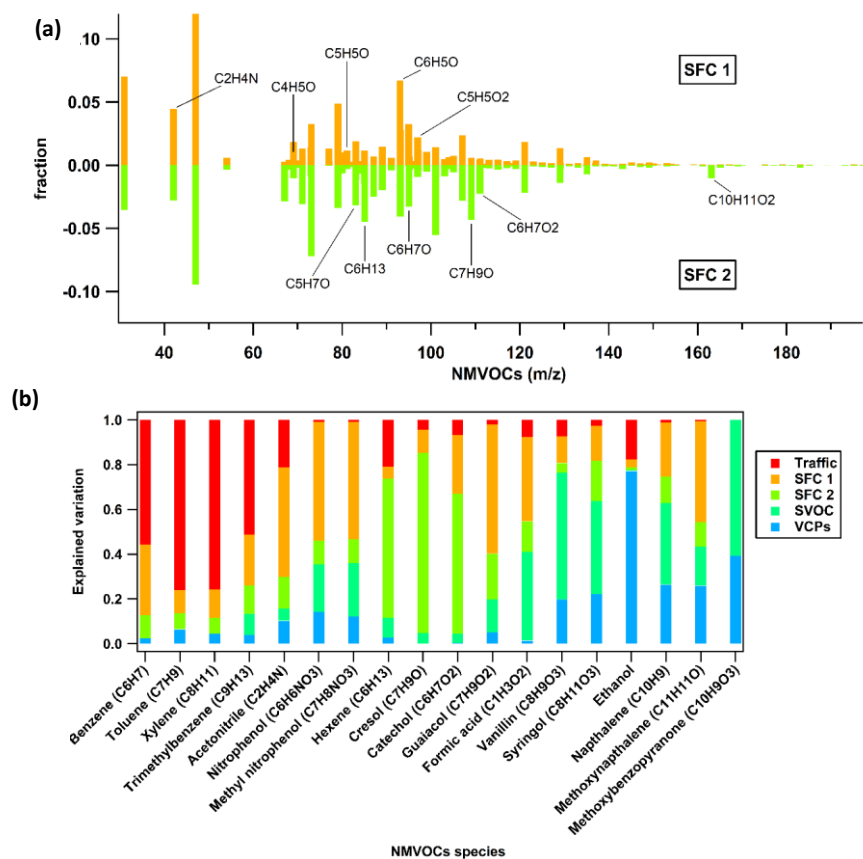 (a)
0.10
0.05
0.00
-0.05
-0.10
fraction
C2H4N
C4H5O
C5H5O
C6H5O
C5H5O2
SFC 1
C5H7O
C6H13
C6H7O
C7H9O
C6H7O2
C10H11O2
SFC 2
40
60
80
100
120
140
160
180
NMVOCs (m/z)
(b)
1.0
0.8
0.6
0.4
0.2
0.0
Explained variation
Traffic
SFC 1
SFC 2
SVOC
VCPs
Benzene (C6H7)
Toluene (C7H9)
Xylene (C8H11)
Trimethylbenzene (C9H13)
Acetonitrile (C2H4N)
Nitrophenol (C6H6NO3)
Methyl nitrophenol (C7H8NO3)
Hexene (C6H13)
Cresol (C7H9O)
Catechol (C6H7O2)
Guaiacol (C7H9O2)
Formic acid (C1H3O2)
Vanillin (C8H9O3)
Syringol (C8H11O3)
Ethanol
Napthalene (C10H9)
Methoxynapthalene (C11H11O)
Methoxybenzopyranone (C10H9O3)
NMVOCs species